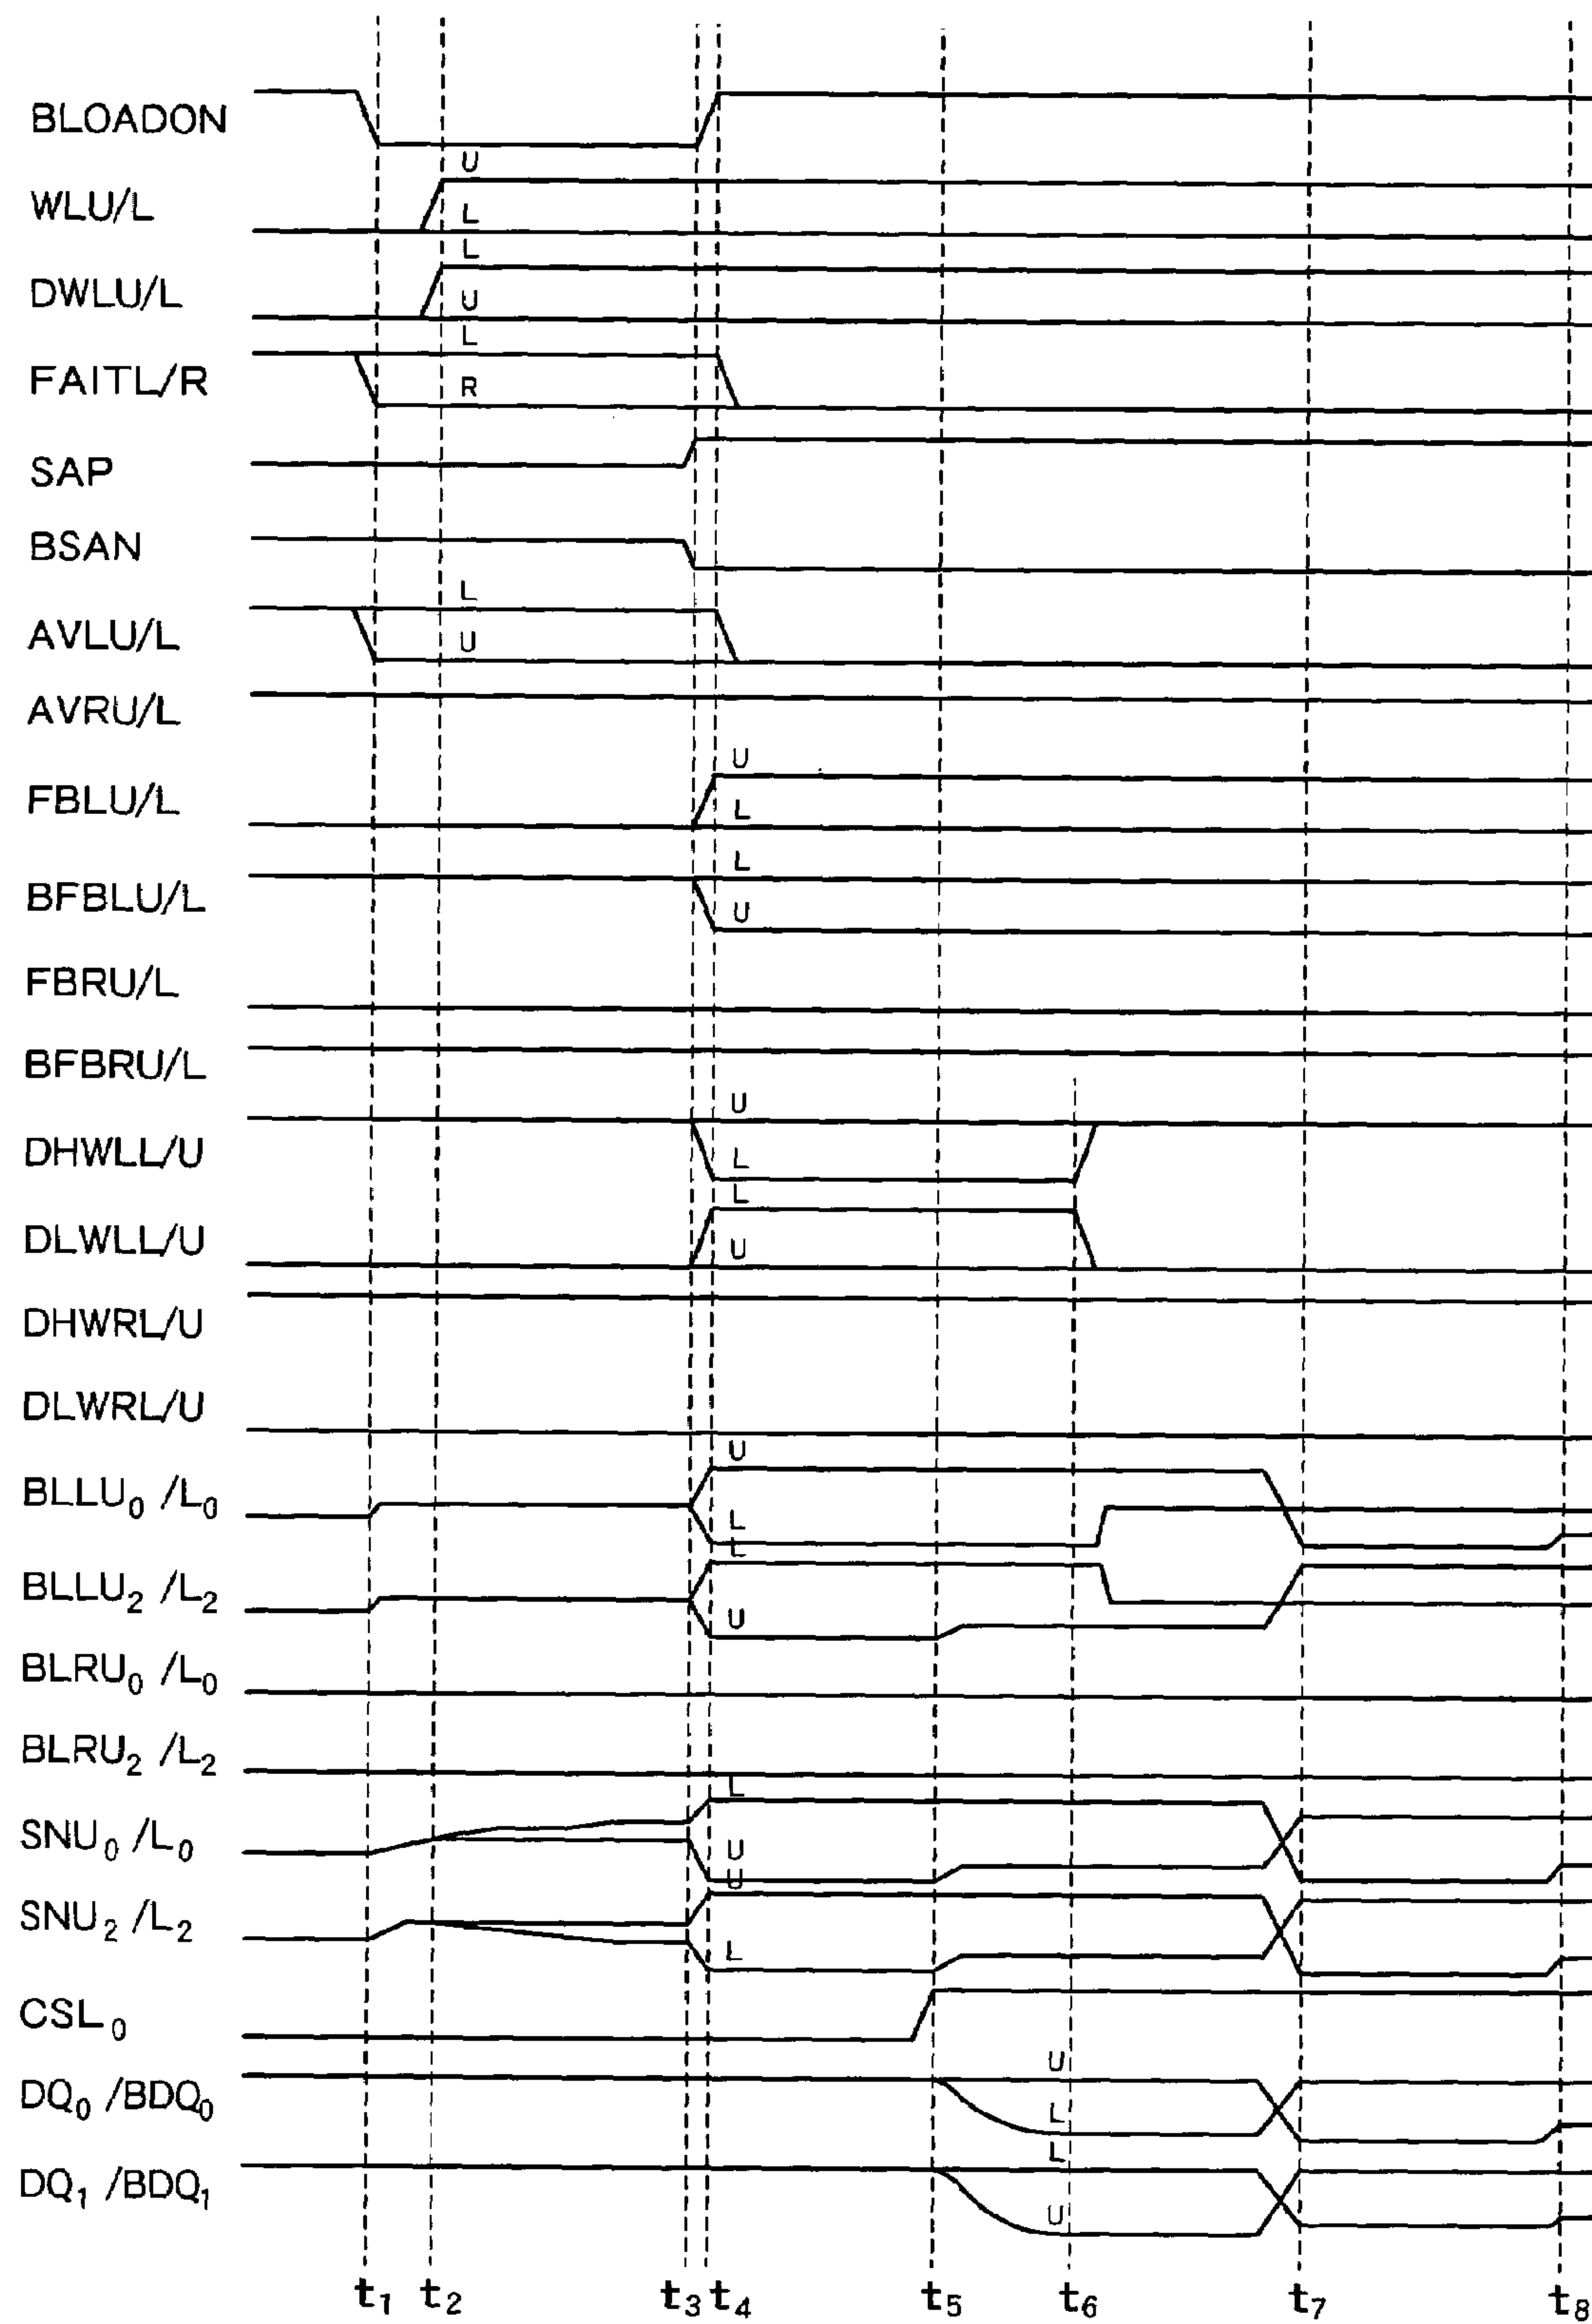 BLOADON
U
WLU/L
L
L
DWLU/L
U
L
FAITL/R
R
SAP
BSAN
L
AVLU/L
U
AVRU/L
U
FBLU/L
L
L
BFBLU/L
U
FBRU/L
BFBRU/L
U
DHWLL/U
L
L
DLWLL/U
U
DHWRL/U
DLWRL/U
U
BLLU₀ /L₀
L
L
BLLU₂ /L₂
U
BLRU₀ /L₀
BLRU₂ /L₂
L
SNU₀ /L₀
U
U
SNU₂ /L₂
L
CSL₀
U
DQ₀ /BDQ₀
L
L
DQ₁ /BDQ₁
U
t₁ t₂ t₃ t₄ t₅ t₆ t₇ t₈